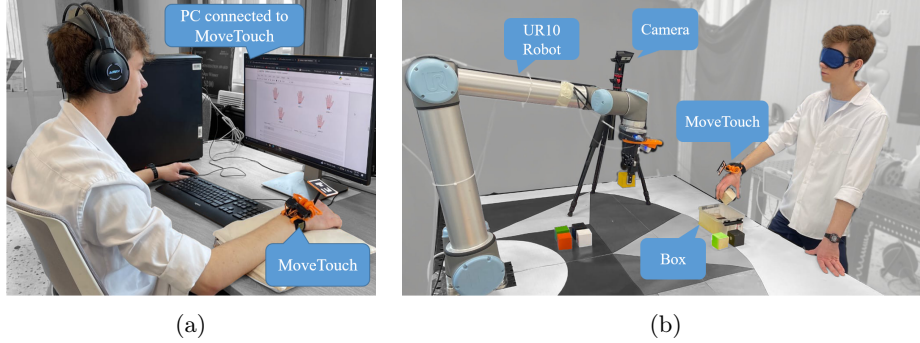 PC connected to
MoveTouch
MoveTouch
(a)
UR10
Robot
Camera
MoveTouch
Box
(b)